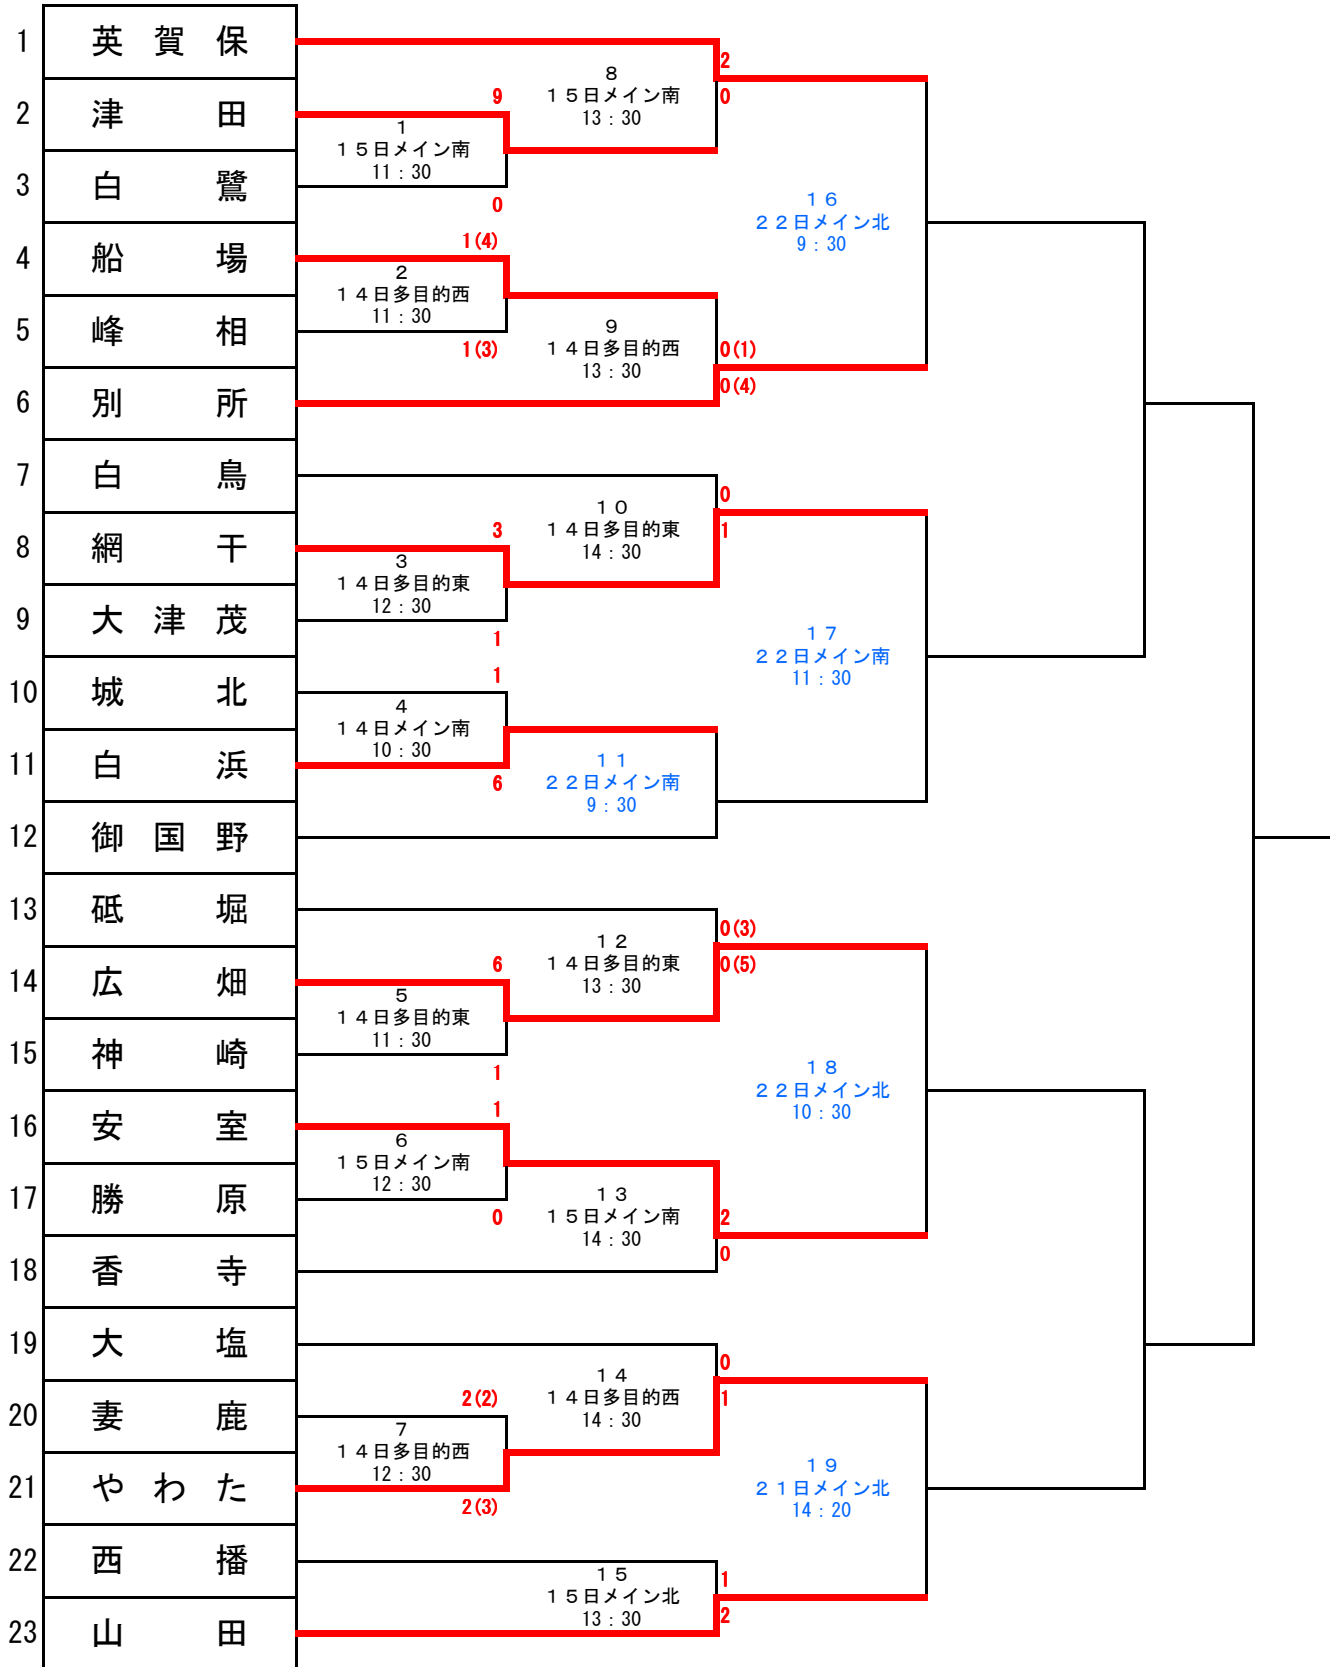 1 英賀保
2 津田
3 白鷺
4 船場
5 峰相
6 別所
7 白鳥
8 網干
9 大津茂
10 城北
11 白浜
12 御国野
13 砥堀
14 広畑
15 神崎
16 安室
17 勝原
18 香寺
19 大塩
20 妻鹿
21 やわた
22 西播
23 山田
9
1
15日メイン南
11:30
0
1(4)
2
14日多目的西
11:30
1(3)
3
3
14日多目的東
12:30
1
1
4
14日メイン南
10:30
6
6
5
14日多目的東
11:30
1
1
6
15日メイン南
12:30
0
2(2)
7
14日多目的西
12:30
2(3)
8
15日メイン南
13:30
2
0
9
14日多目的西
13:30
0(1)
0(4)
10
14日多目的東
14:30
0
1
11
22日メイン南
9:30
12
14日多目的東
13:30
0(3)
0(5)
13
15日メイン南
14:30
2
0
14
14日多目的西
14:30
0
1
15
15日メイン北
13:30
1
2
16
22日メイン北
9:30
17
22日メイン南
11:30
18
22日メイン北
10:30
19
21日メイン北
14:20